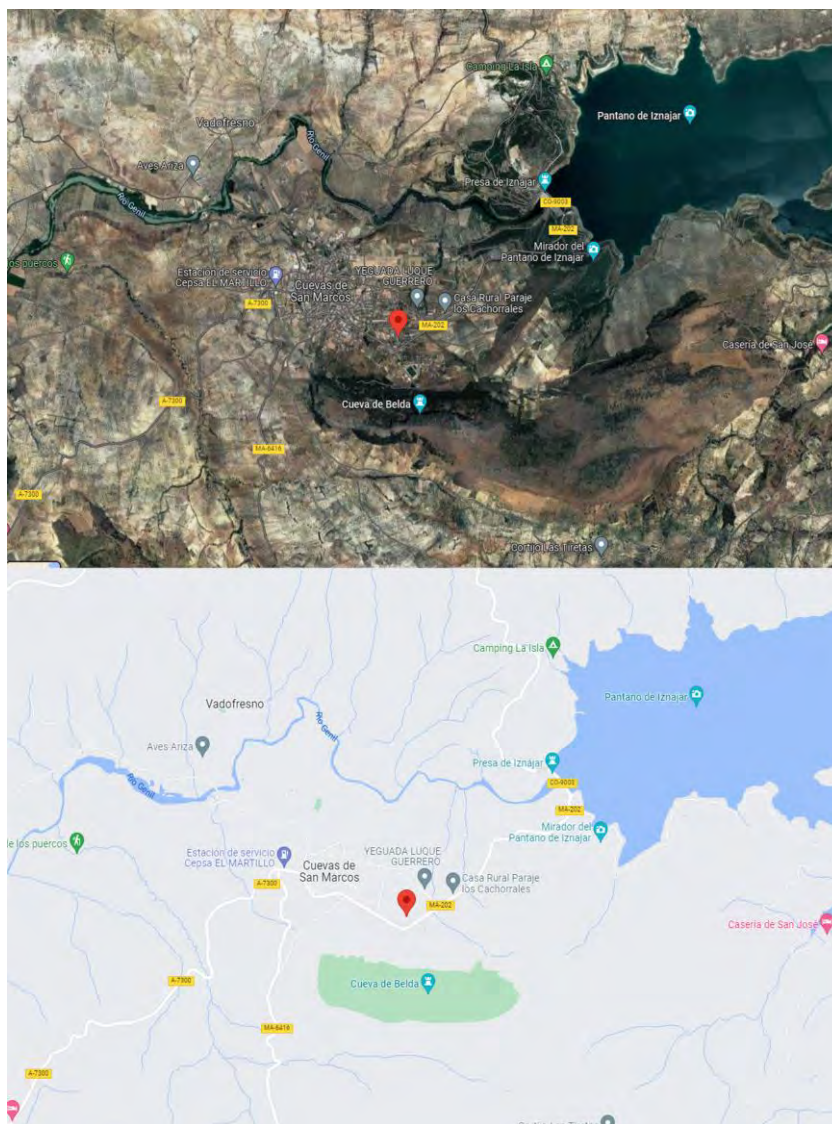 Camping La Isla
Pantano de Iznajar
Vadofresno
Río Genil
Aves Ariza
Presa de Iznajar
Río Genil
CO-9003
MA-202
Mirador del
Pantano de Iznajar
los puercos
Estación de servicio
Cepsa EL MARTILLO
Cuevas de
San Marcos
YEGUADA LUQUE
GUERRERO
Casa Rural Paraje
los Cachorrales
A-7300
MA-202
Casería de San José
A-7300
Cueva de Belda
MA-6416
A-7300
Cortijo Las Tiretas
Camping La Isla
Pantano de Iznajar
Vadofresno
Río Genil
Aves Ariza
Presa de Iznajar
Río Genil
CO-9003
MA-202
Mirador del
Pantano de Iznajar
de los puercos
Estación de servicio
Cepsa EL MARTILLO
Cuevas de
San Marcos
YEGUADA LUQUE
GUERRERO
Casa Rural Paraje
los Cachorrales
A-7300
MA-202
Casería de San José
A-7300
Cueva de Belda
MA-6416
A-7300